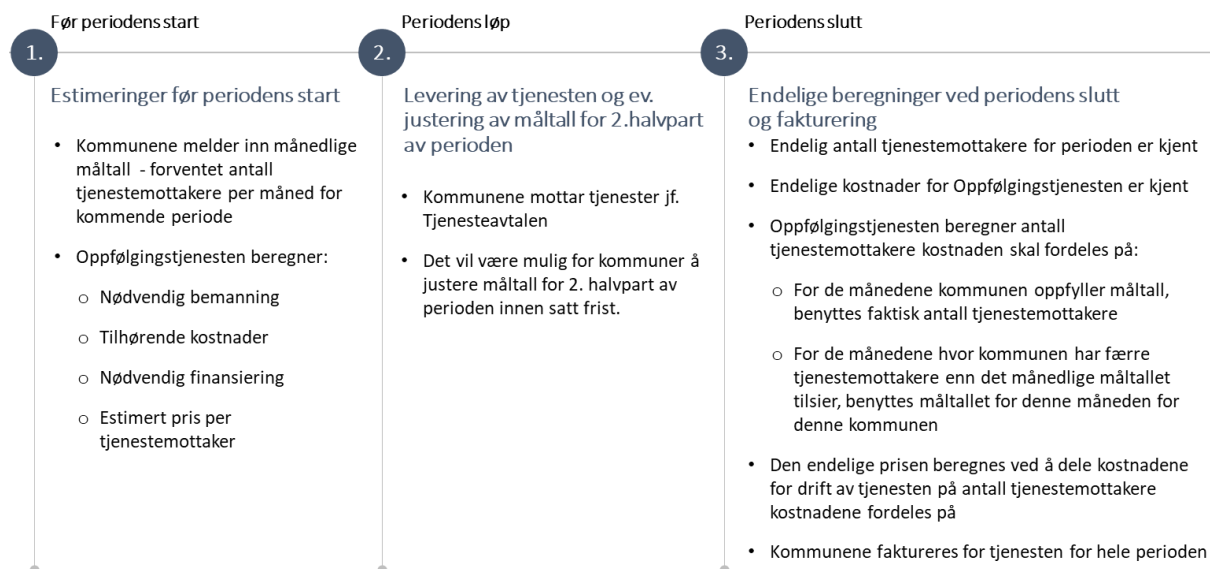 Før periodens start
1.
Estimeringer før periodens start
• Kommunene melder inn månedlige
måltall - forventet antall
tjenestemottakere per måned for
kommende periode
• Oppfølgingstjenesten beregner:
o Nødvendig bemanning
o Tilhørende kostnader
o Nødvendig finansiering
o Estimert pris per
tjenestemottaker
Periodens løp
2.
Levering av tjenesten og ev.
justering av måltall for 2.halvpart
av perioden
• Kommunene mottar tjenester jf.
Tjenesteavtalen
• Det vil være mulig for kommuner å
justere måltall for 2. halvpart av
perioden innen satt frist.
Periodens slutt
3.
Endelige beregninger ved periodens slutt
og fakturering
• Endelig antall tjenestemottakere for perioden er kjent
• Endelige kostnader for Oppfølgingstjenesten er kjent
• Oppfølgingstjenesten beregner antall
tjenestemottakere kostnaden skal fordeles på:
o For de månedene kommunen oppfyller måltall,
benyttes faktisk antall tjenestemottakere
o For de månedene hvor kommunen har færre
tjenestemottakere enn det månedlige måltallet
tilsier, benyttes måltallet for denne måneden for
denne kommunen
• Den endelige prisen beregnes ved å dele kostnadene
for drift av tjenesten på antall tjenestemottakere
kostnadene fordeles på
• Kommunene faktureres for tjenesten for hele perioden